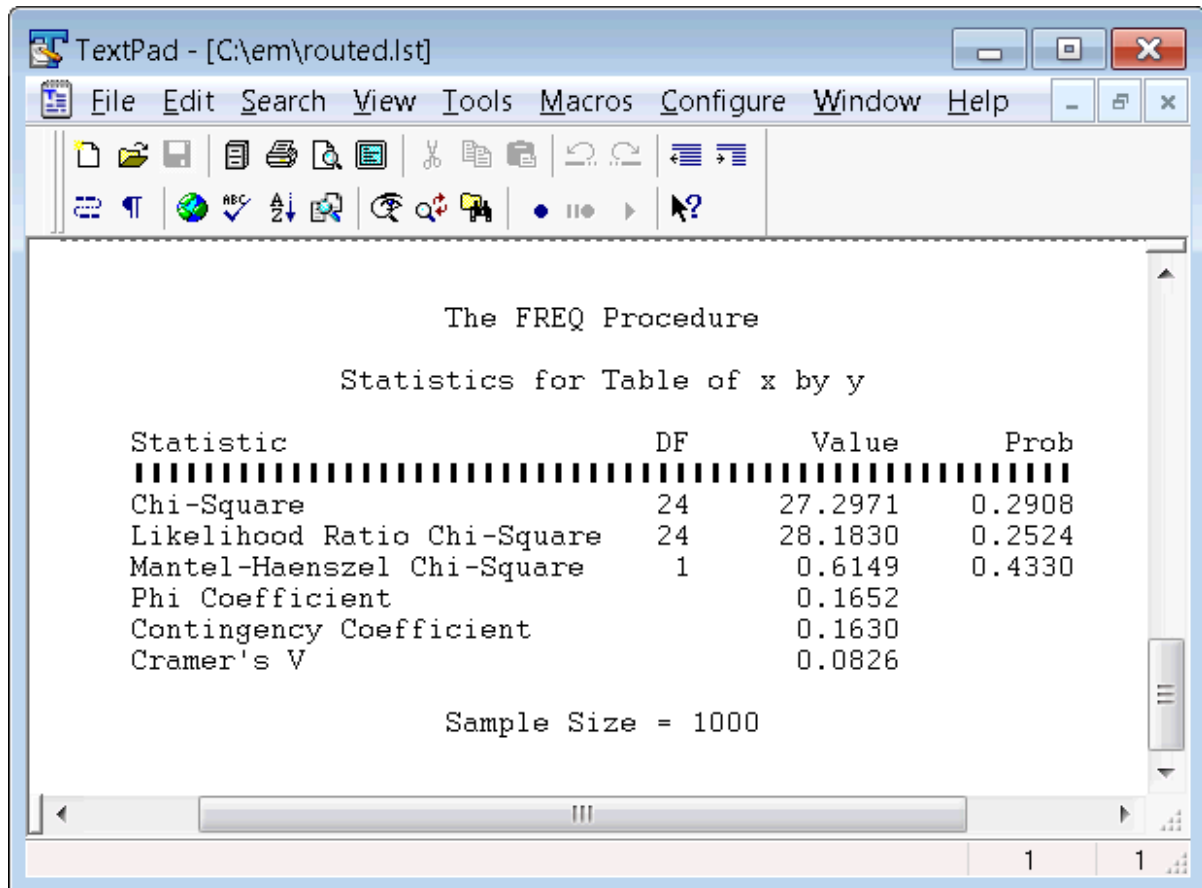 TextPad - [C:\em\routed.lst]
File Edit Search View Tools Macros Configure Window Help
The FREQ Procedure
Statistics for Table of x by y
Statistic DF Value Prob
Chi-Square 24 27.2971 0.2908
Likelihood Ratio Chi-Square 24 28.1830 0.2524
Mantel-Haenszel Chi-Square 1 0.6149 0.4330
Phi Coefficient 0.1652
Contingency Coefficient 0.1630
Cramer's V 0.0826
Sample Size = 1000
1 1